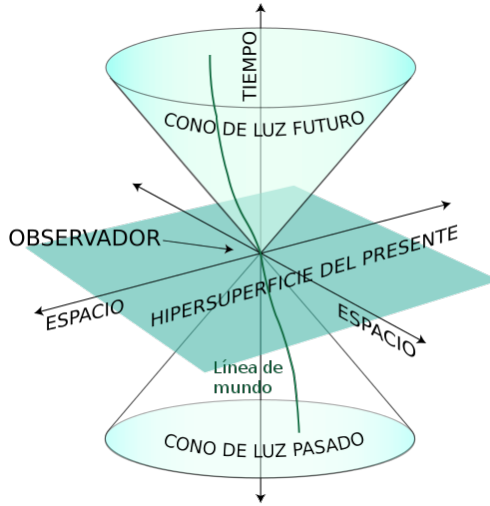 TIEMPO
CONO DE LUZ FUTURO
OBSERVADOR
HIPERSUPERFICIE DEL PRESENTE
ESPACIO
ESPACIO
Línea de
mundo
CONO DE LUZ PASADO